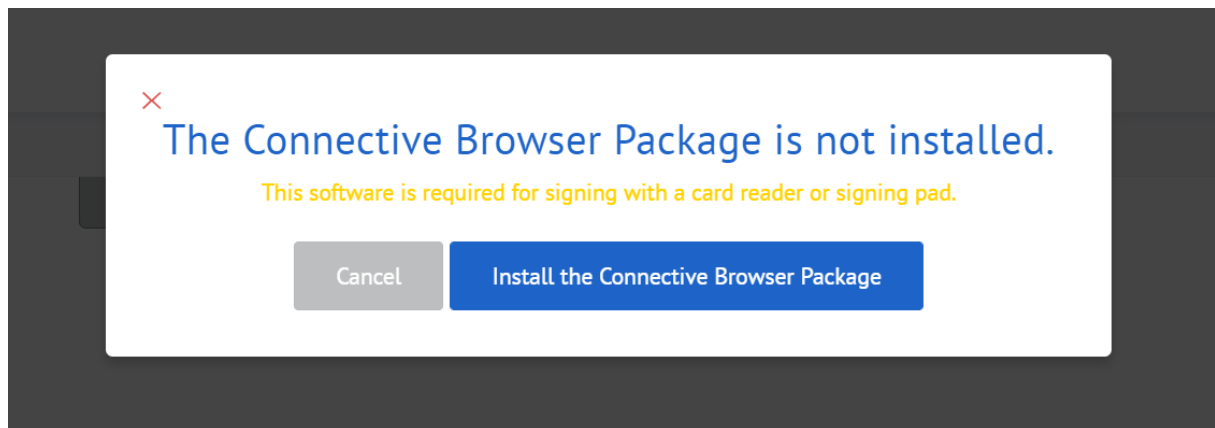 The Connective Browser Package is not installed.
This software is required for signing with a card reader or signing pad.
Cancel
Install the Connective Browser Package